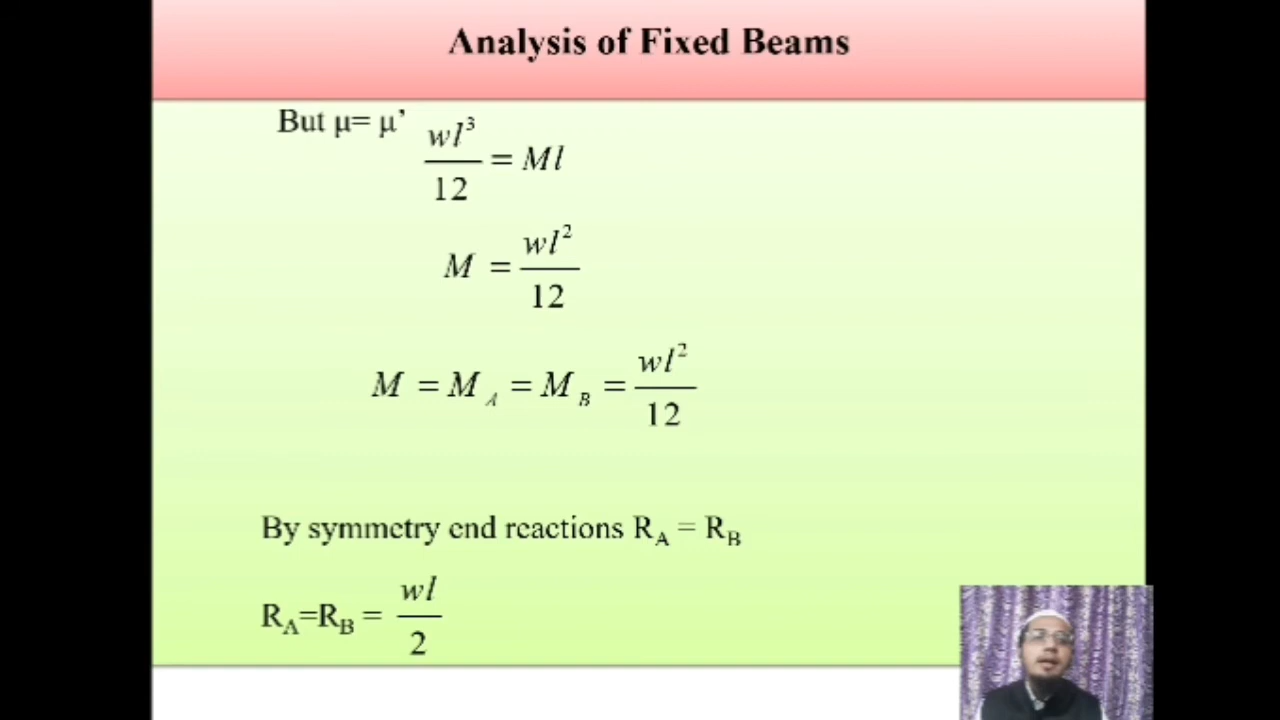 Analysis of Fixed Beams
But μ= μ’ wl³/12 = Ml
M = wl²/12
M = M_A = M_B = wl²/12
By symmetry end reactions R_A = R_B
R_A=R_B = wl/2